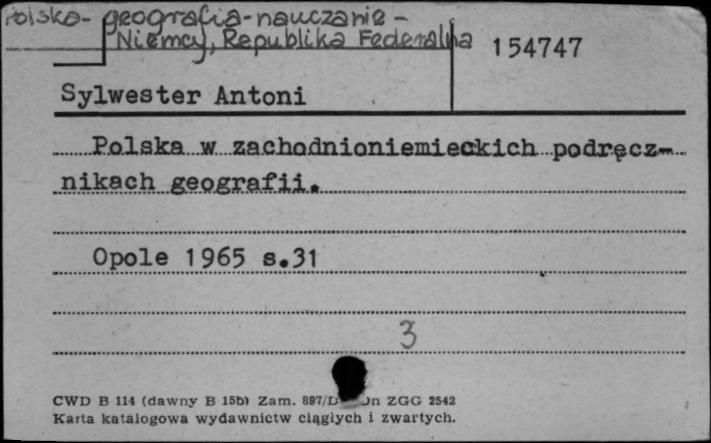 Polska - geografia - nauczanie -
Niemcy, Republika Federalna
154747
Sylwester Antoni
Polska w zachodnioniemieckich podręcz-
nikach geografii.
Opole 1965 s.31
3
CWD B 114 (dawny B 15b) Zam. 897/D ZGG 2542
Karta katalogowa wydawnictw ciągłych i zwartych.